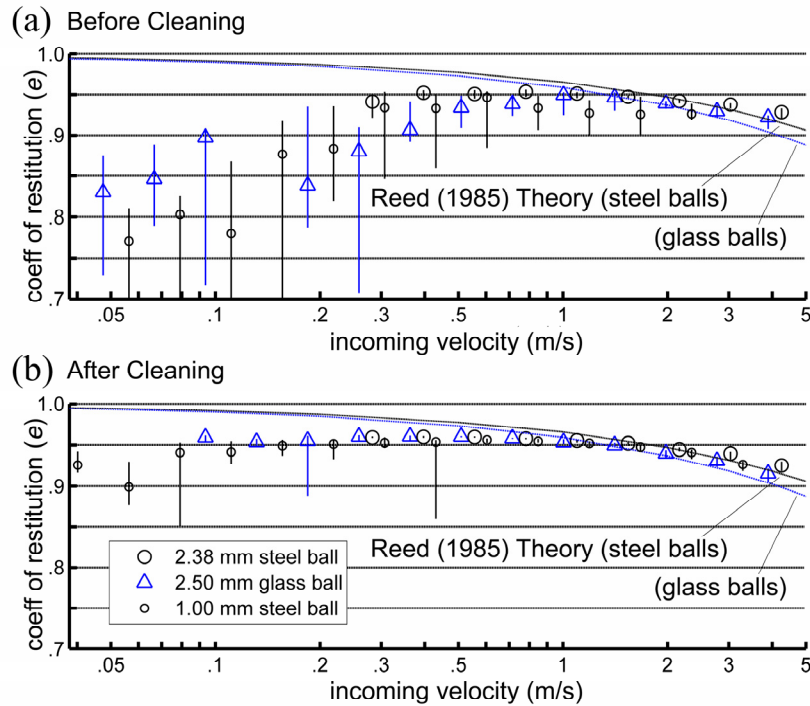 (a) Before Cleaning
coeff of restitution (e)
1.0
.9
.8
.7
Reed (1985) Theory (steel balls)
(glass balls)
.05 .1 .2 .3 .5 1 2 3 5
incoming velocity (m/s)
(b) After Cleaning
coeff of restitution (e)
1.0
.9
.8
.7
Reed (1985) Theory (steel balls)
(glass balls)
2.38 mm steel ball
2.50 mm glass ball
1.00 mm steel ball
.05 .1 .2 .3 .5 1 2 3 5
incoming velocity (m/s)